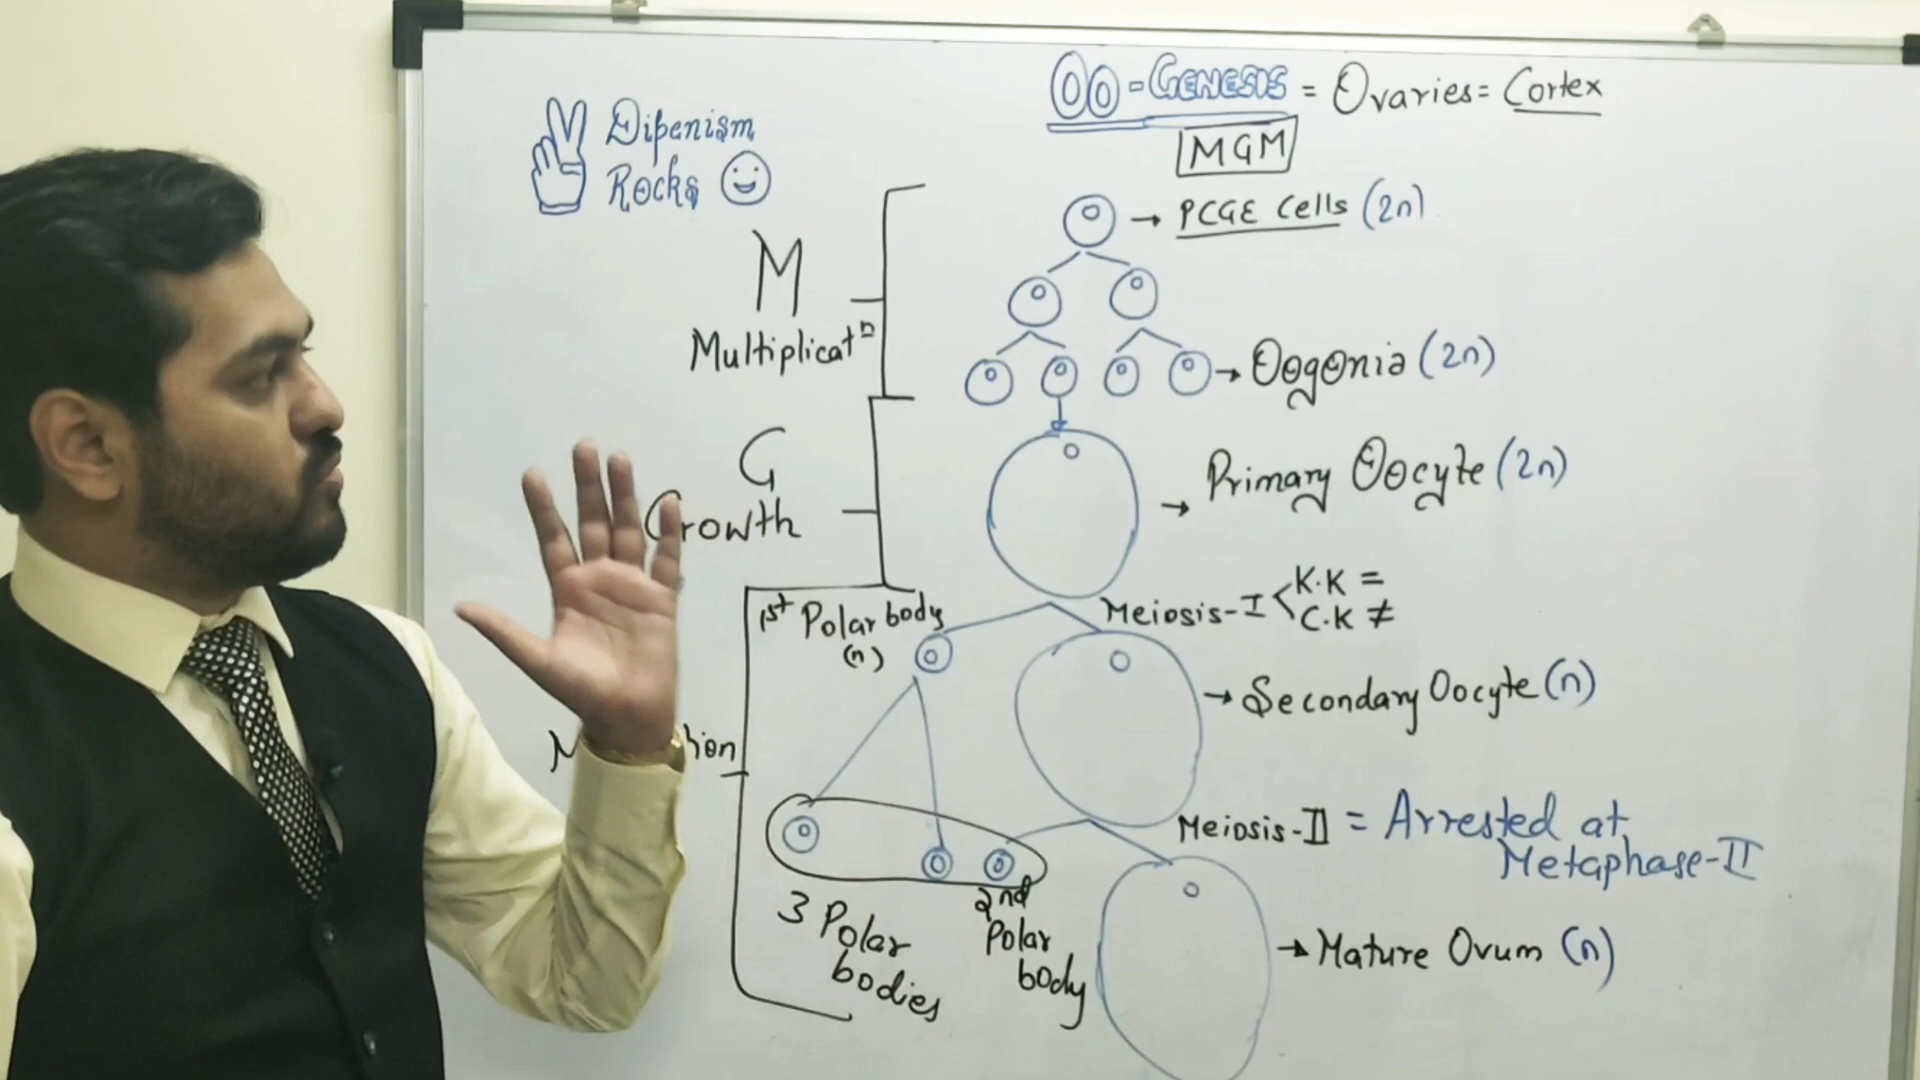 Dipenism
Rocks
OO-GENESIS = Ovaries = Cortex
MGM
PCGE Cells (2n)
M
Multiplicatn
Oogonia (2n)
G
Growth
Primary Oocyte (2n)
1st Polar body
(n)
Meiosis-I
K.K =
C.K ≠
Secondary Oocyte (n)
Meiosis-II = Arrested at
Metaphase-II
3 Polar
bodies
2nd
Polar
body
Mature Ovum (n)